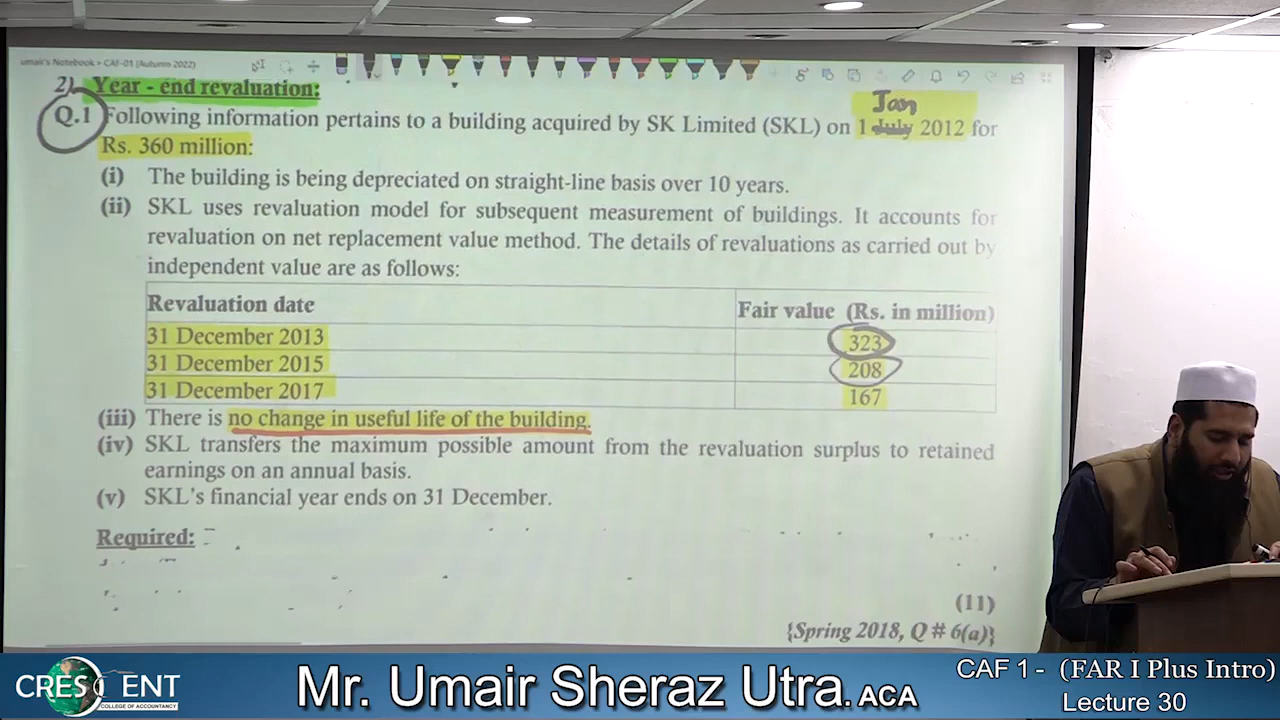 umair's Notebook > CAF-01 (Autumn 2022)
2) Year - end revaluation:
Jan
Q.1 Following information pertains to a building acquired by SK Limited (SKL) on 1 July 2012 for
Rs. 360 million:
(i) The building is being depreciated on straight-line basis over 10 years.
(ii) SKL uses revaluation model for subsequent measurement of buildings. It accounts for
revaluation on net replacement value method. The details of revaluations as carried out by
independent value are as follows:
Revaluation date Fair value (Rs. in million)
31 December 2013 323
31 December 2015 208
31 December 2017 167
(iii) There is no change in useful life of the building.
(iv) SKL transfers the maximum possible amount from the revaluation surplus to retained
earnings on an annual basis.
(v) SKL's financial year ends on 31 December.
Required:
(11)
{Spring 2018, Q # 6(a)}
CRESCENT
COLLEGE OF ACCOUNTANCY
Mr. Umair Sheraz Utra. ACA
CAF 1 - (FAR I Plus Intro)
Lecture 30